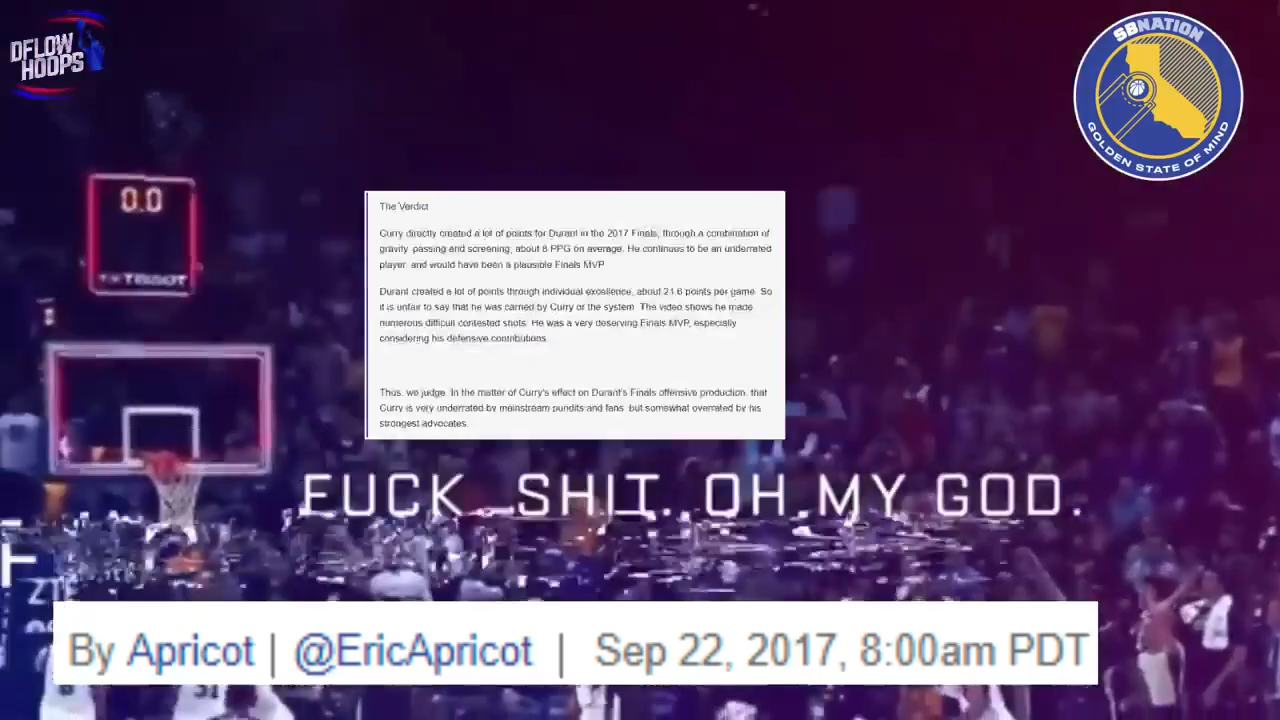 DFLOW
HOOPS
SBNATION
GOLDEN STATE OF MIND
0.0
TISSOT
The Verdict
Curry directly created a lot of points for Durant in the 2017 Finals, through a combination of
gravity, passing and screening, about 8 PPG on average. He continues to be an underrated
player, and would have been a plausible Finals MVP.
Durant created a lot of points through individual excellence, about 21.6 points per game. So
it is unfair to say that he was carried by Curry or the system. The video shows he made
numerous difficult contested shots. He was a very deserving Finals MVP, especially
considering his defensive contributions.
Thus, we judge: In the matter of Curry's effect on Durant's Finals offensive production, that
Curry is very underrated by mainstream pundits and fans, but somewhat overrated by his
strongest advocates.
FUCK. SHIT. OH MY GOD.
ZTE
By Apricot | @EricApricot | Sep 22, 2017, 8:00am PDT
31